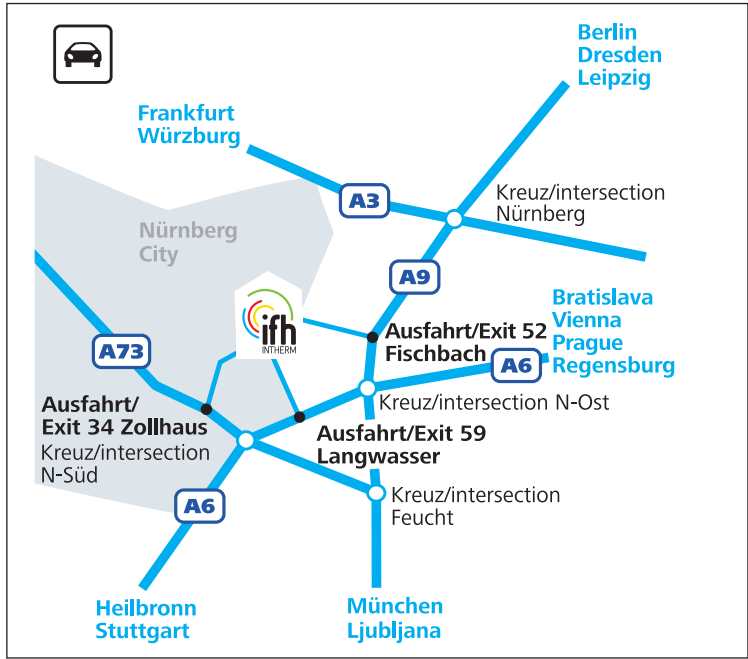 Berlin
Dresden
Leipzig
Frankfurt
Würzburg
Kreuz/intersection
Nürnberg
A3
Nürnberg
City
A9
Bratislava
Vienna
Prague
Regensburg
ifh
INTHERM
Ausfahrt/Exit 52
Fischbach
A73
A6
Ausfahrt/
Exit 34 Zollhaus
Kreuz/intersection
N-Süd
Kreuz/intersection N-Ost
Ausfahrt/Exit 59
Langwasser
A6
Kreuz/intersection
Feucht
Heilbronn
Stuttgart
München
Ljubljana